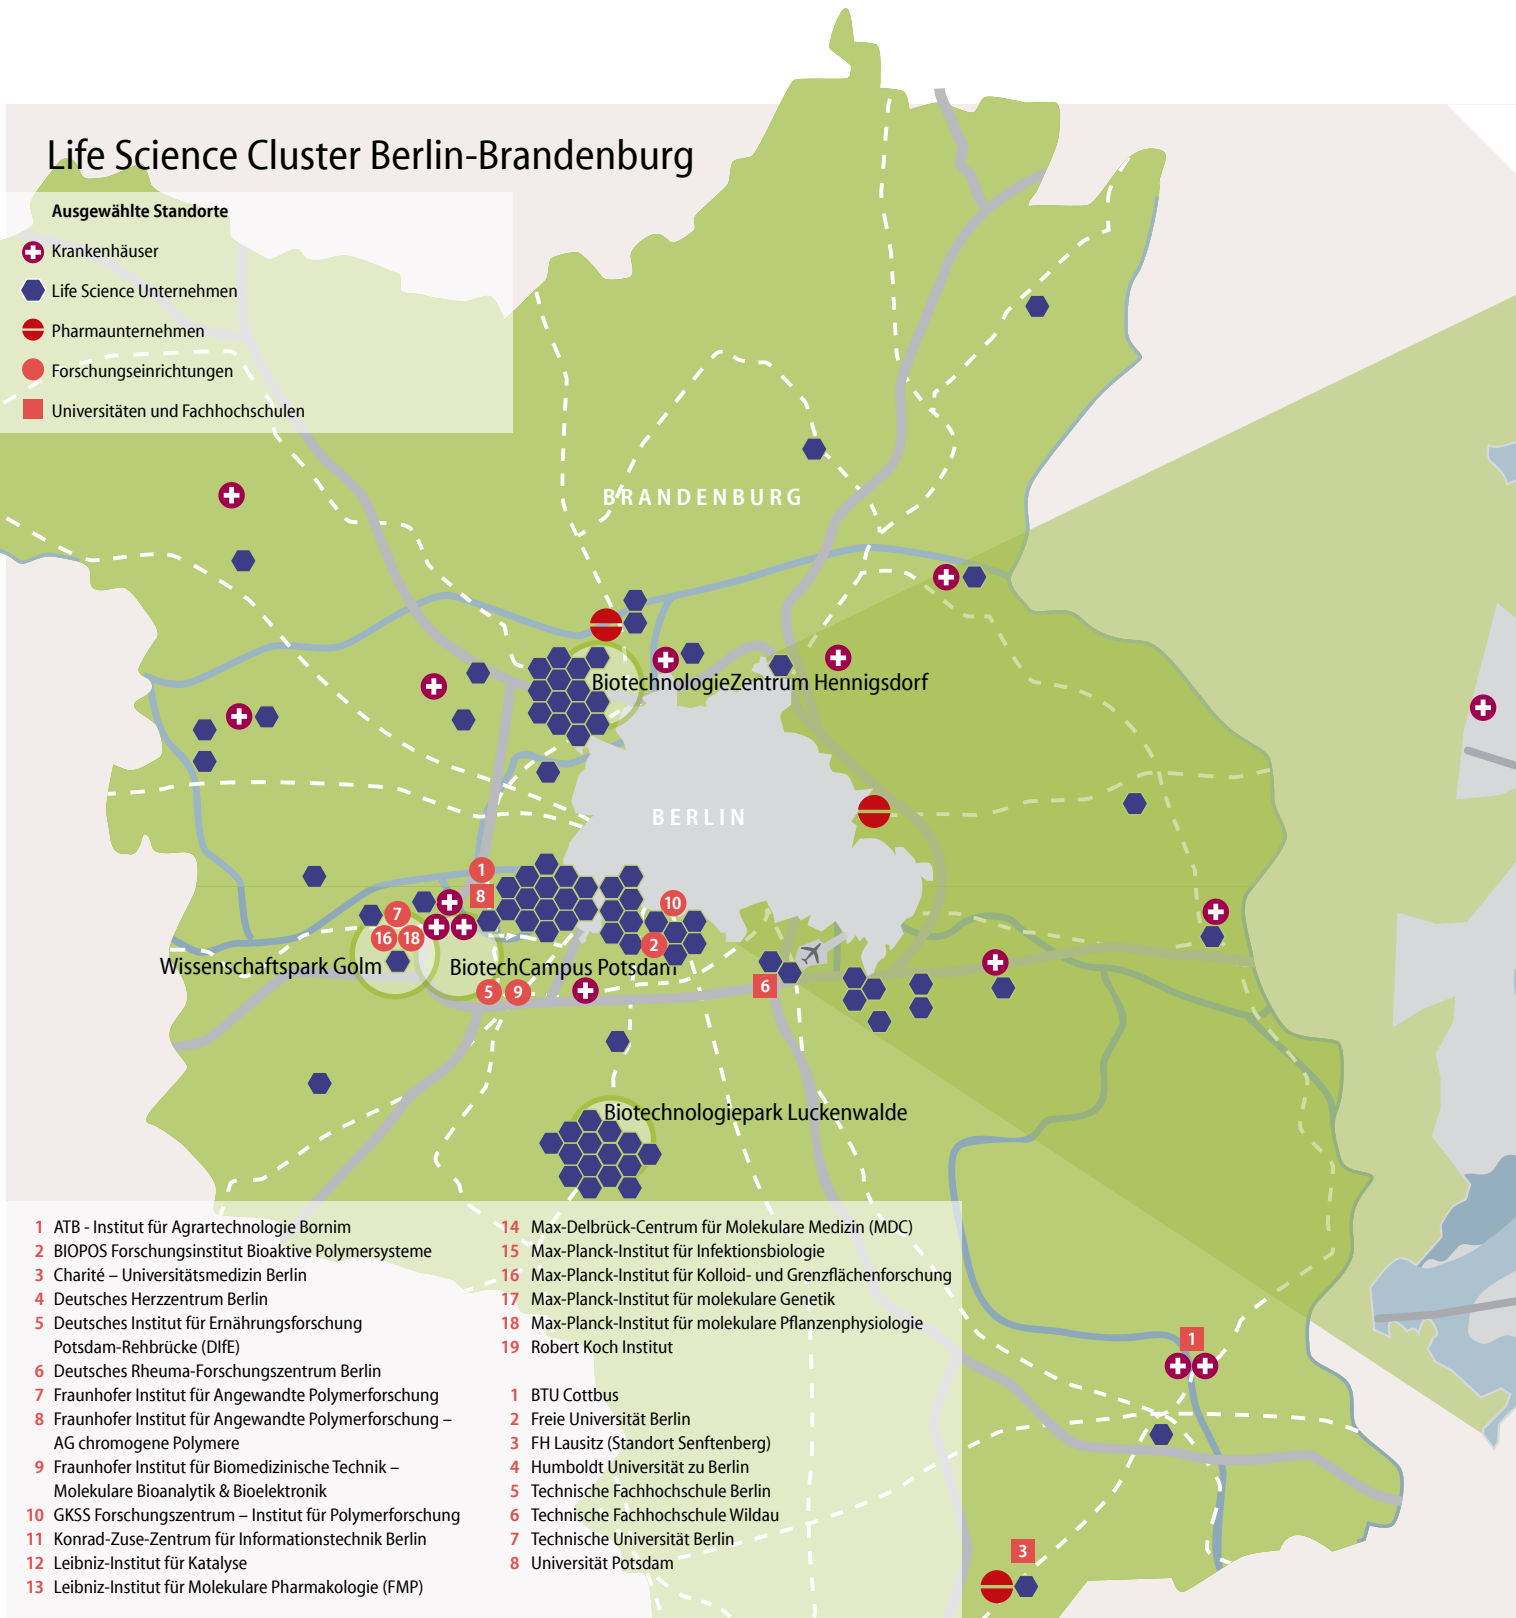 Life Science Cluster Berlin-Brandenburg
Ausgewählte Standorte
Krankenhäuser
Life Science Unternehmen
Pharmaunternehmen
Forschungseinrichtungen
Universitäten und Fachhochschulen
BRANDENBURG
BiotechnologieZentrum Hennigsdorf
BERLIN
1
8
7
10
16 18
2
Wissenschaftspark Golm
BiotechCampus Potsdam
5 9
6
Biotechnologiepark Luckenwalde
1
3
1 ATB - Institut für Agrartechnologie Bornim
2 BIOPOS Forschungsinstitut Bioaktive Polymersysteme
3 Charité – Universitätsmedizin Berlin
4 Deutsches Herzzentrum Berlin
5 Deutsches Institut für Ernährungsforschung
Potsdam-Rehbrücke (DIfE)
6 Deutsches Rheuma-Forschungszentrum Berlin
7 Fraunhofer Institut für Angewandte Polymerforschung
8 Fraunhofer Institut für Angewandte Polymerforschung –
AG chromogene Polymere
9 Fraunhofer Institut für Biomedizinische Technik –
Molekulare Bioanalytik & Bioelektronik
10 GKSS Forschungszentrum – Institut für Polymerforschung
11 Konrad-Zuse-Zentrum für Informationstechnik Berlin
12 Leibniz-Institut für Katalyse
13 Leibniz-Institut für Molekulare Pharmakologie (FMP)
14 Max-Delbrück-Centrum für Molekulare Medizin (MDC)
15 Max-Planck-Institut für Infektionsbiologie
16 Max-Planck-Institut für Kolloid- und Grenzflächenforschung
17 Max-Planck-Institut für molekulare Genetik
18 Max-Planck-Institut für molekulare Pflanzenphysiologie
19 Robert Koch Institut
1 BTU Cottbus
2 Freie Universität Berlin
3 FH Lausitz (Standort Senftenberg)
4 Humboldt Universität zu Berlin
5 Technische Fachhochschule Berlin
6 Technische Fachhochschule Wildau
7 Technische Universität Berlin
8 Universität Potsdam